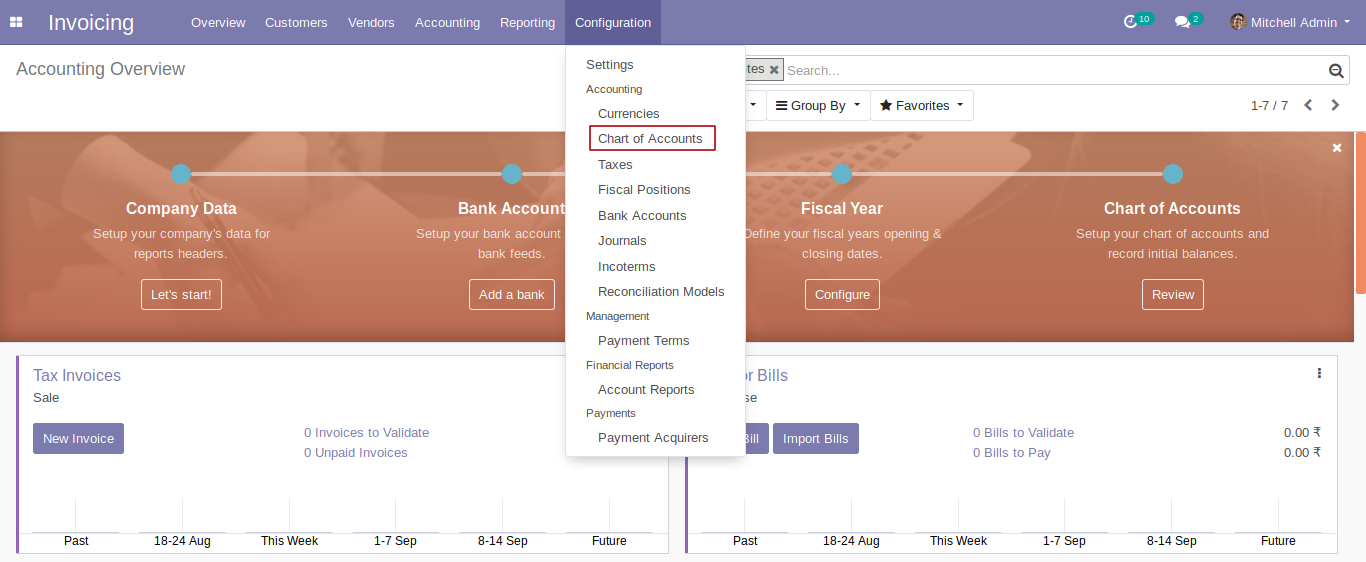 Invoicing
Overview Customers Vendors Accounting Reporting Configuration
10 2 Mitchell Admin
Accounting Overview
Search...
Group By Favorites
1-7 / 7
Settings
Accounting
Currencies
Chart of Accounts
Taxes
Fiscal Positions
Bank Accounts
Journals
Incoterms
Reconciliation Models
Management
Payment Terms
Financial Reports
Account Reports
Payments
Payment Acquirers
Company Data
Setup your company's data for
reports headers.
Let's start!
Bank Account
Setup your bank account
bank feeds.
Add a bank
Fiscal Year
Define your fiscal years opening &
closing dates.
Configure
Chart of Accounts
Setup your chart of accounts and
record initial balances.
Review
Tax Invoices
Sale
New Invoice
0 Invoices to Validate
0 Unpaid Invoices
Past 18-24 Aug This Week 1-7 Sep 8-14 Sep Future
Bills
Bill Import Bills
0 Bills to Validate 0.00 ₹
0 Bills to Pay 0.00 ₹
Past 18-24 Aug This Week 1-7 Sep 8-14 Sep Future